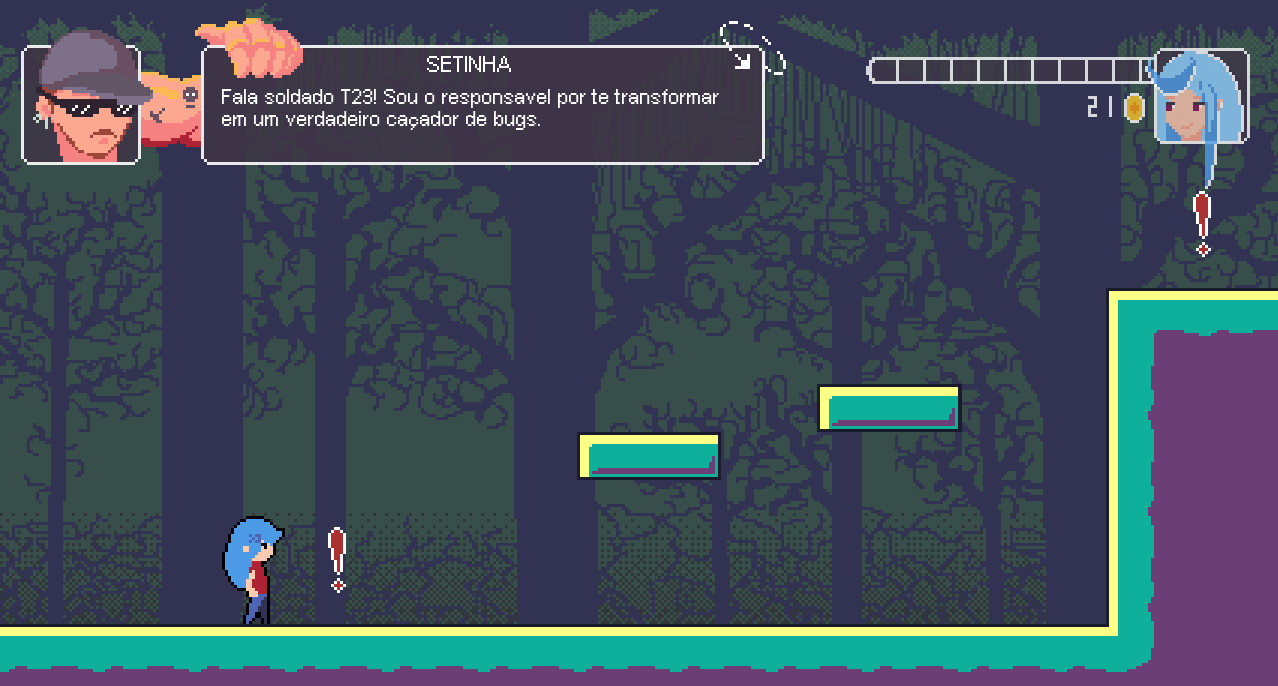 SETINHA
Fala soldado T23! Sou o responsavel por te transformar
em um verdadeiro caçador de bugs.
21